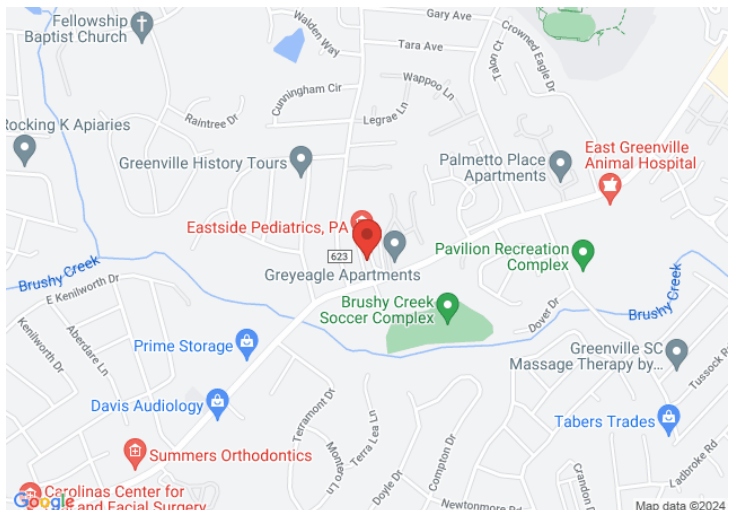 Fellowship
Baptist Church
Walden Way
Gary Ave
Tara Ave
Talon Ct
Crowned Eagle Dr
Cunningham Cir
Wappoo Ln
Legrae Ln
Raintree Dr
Rocking K Apiaries
Greenville History Tours
Palmetto Place
Apartments
East Greenville
Animal Hospital
Eastside Pediatrics, PA
623
Greyeagle Apartments
Pavilion Recreation
Complex
Brushy Creek
E Kenilworth Dr
Kenilworth Dr
Aberdare Ln
Brushy Creek
Soccer Complex
Brushy Creek
Dover Dr
Prime Storage
Greenville SC
Massage Therapy by...
Tussock Rd
Davis Audiology
Terramont Dr
Terra Lea Ln
Montero Ln
Tabers Trades
Summers Orthodontics
Compton Dr
Doyle Dr
Crandon Dr
Ladbroke Rd
Carolinas Center for
and Facial Surgery
Google
Newtonmore Rd
Map data ©2024